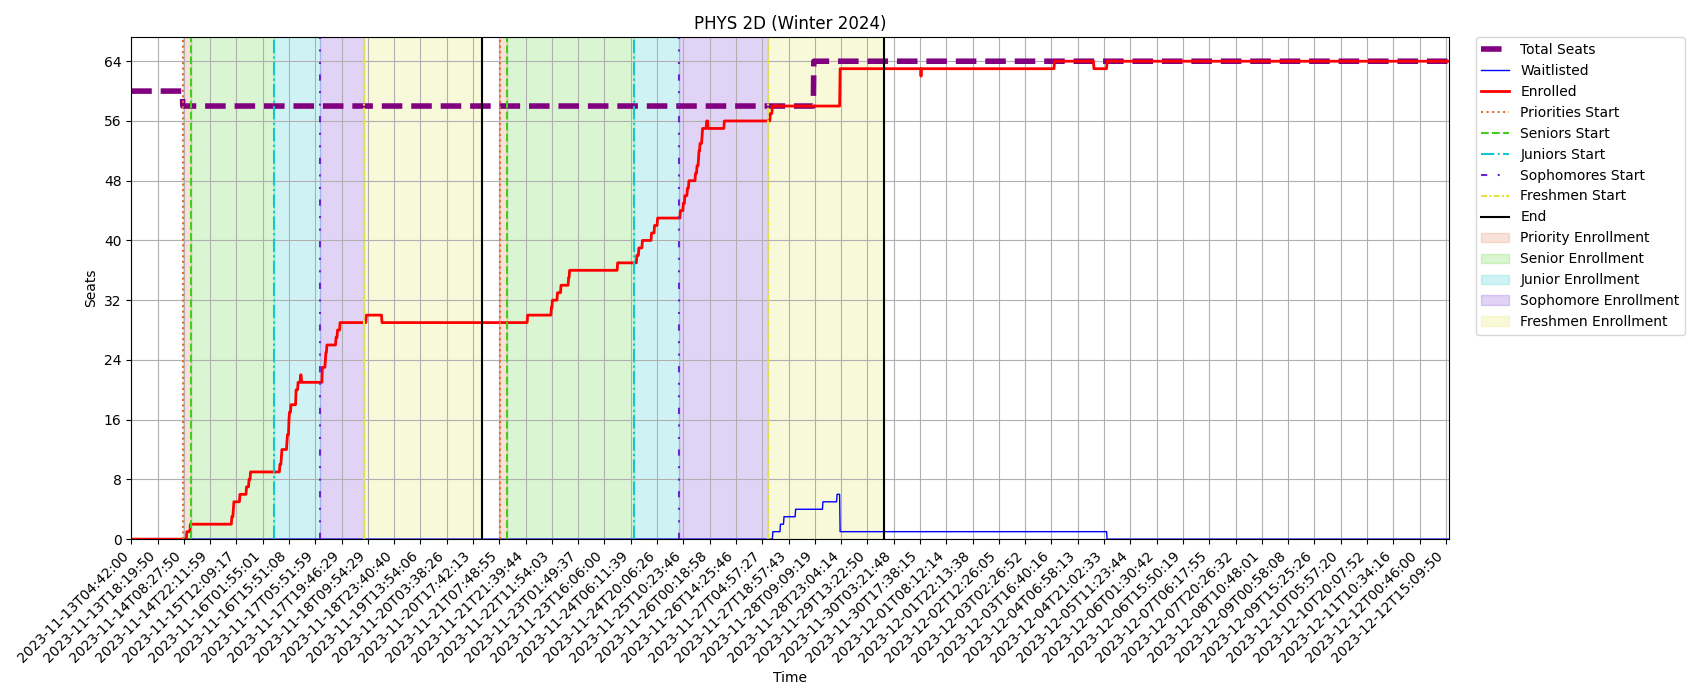 PHYS 2D (Winter 2024)
Total Seats
Waitlisted
Enrolled
Priorities Start
Seniors Start
Juniors Start
Sophomores Start
Freshmen Start
End
Priority Enrollment
Senior Enrollment
Junior Enrollment
Sophomore Enrollment
Freshmen Enrollment
Seats
64
56
48
40
32
24
16
8
0
2023-11-13T04:42:00
2023-11-13T18:19:50
2023-11-14T08:27:50
2023-11-14T22:11:59
2023-11-15T12:09:17
2023-11-16T01:55:01
2023-11-16T15:51:08
2023-11-17T05:51:59
2023-11-17T19:46:29
2023-11-18T09:54:29
2023-11-18T23:40:40
2023-11-19T13:54:06
2023-11-20T03:38:26
2023-11-20T17:42:13
2023-11-21T07:48:55
2023-11-21T21:39:44
2023-11-22T11:54:03
2023-11-23T01:49:37
2023-11-23T16:06:00
2023-11-24T06:11:39
2023-11-24T20:06:26
2023-11-25T10:23:46
2023-11-26T00:18:58
2023-11-26T14:25:46
2023-11-27T04:57:27
2023-11-27T18:57:43
2023-11-28T09:09:19
2023-11-28T23:04:14
2023-11-29T13:22:50
2023-11-30T03:21:48
2023-11-30T17:38:15
2023-12-01T08:12:14
2023-12-01T22:13:38
2023-12-02T12:26:05
2023-12-03T02:26:52
2023-12-03T16:40:16
2023-12-04T06:58:13
2023-12-04T21:02:33
2023-12-05T11:23:44
2023-12-06T01:30:42
2023-12-06T15:50:19
2023-12-07T06:17:55
2023-12-07T20:26:32
2023-12-08T10:48:01
2023-12-09T00:58:08
2023-12-09T15:25:26
2023-12-10T05:57:20
2023-12-10T20:07:52
2023-12-11T10:34:16
2023-12-12T00:46:00
2023-12-12T15:09:50
Time